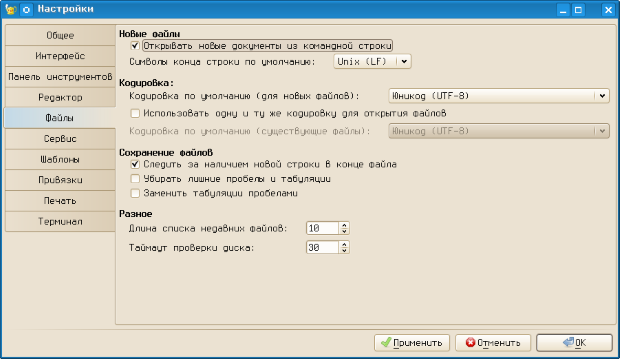 Настройки
Общее
Интерфейс
Панель инструментов
Редактор
Файлы
Сервис
Шаблоны
Привязки
Печать
Терминал
Новые файлы
Открывать новые документы из командной строки
Символы конца строки по умолчанию: Unix (LF)
Кодировка:
Кодировка по умолчанию (для новых файлов): Юникод (UTF-8)
Использовать одну и ту же кодировку для открытия файлов
Кодировка по умолчанию (существующие файлы): Юникод (UTF-8)
Сохранение файлов
Следить за наличием новой строки в конце файла
Убирать лишние пробелы и табуляции
Заменить табуляции пробелами
Разное
Длина списка недавних файлов: 10
Таймаут проверки диска: 30
Применить Отменить OK